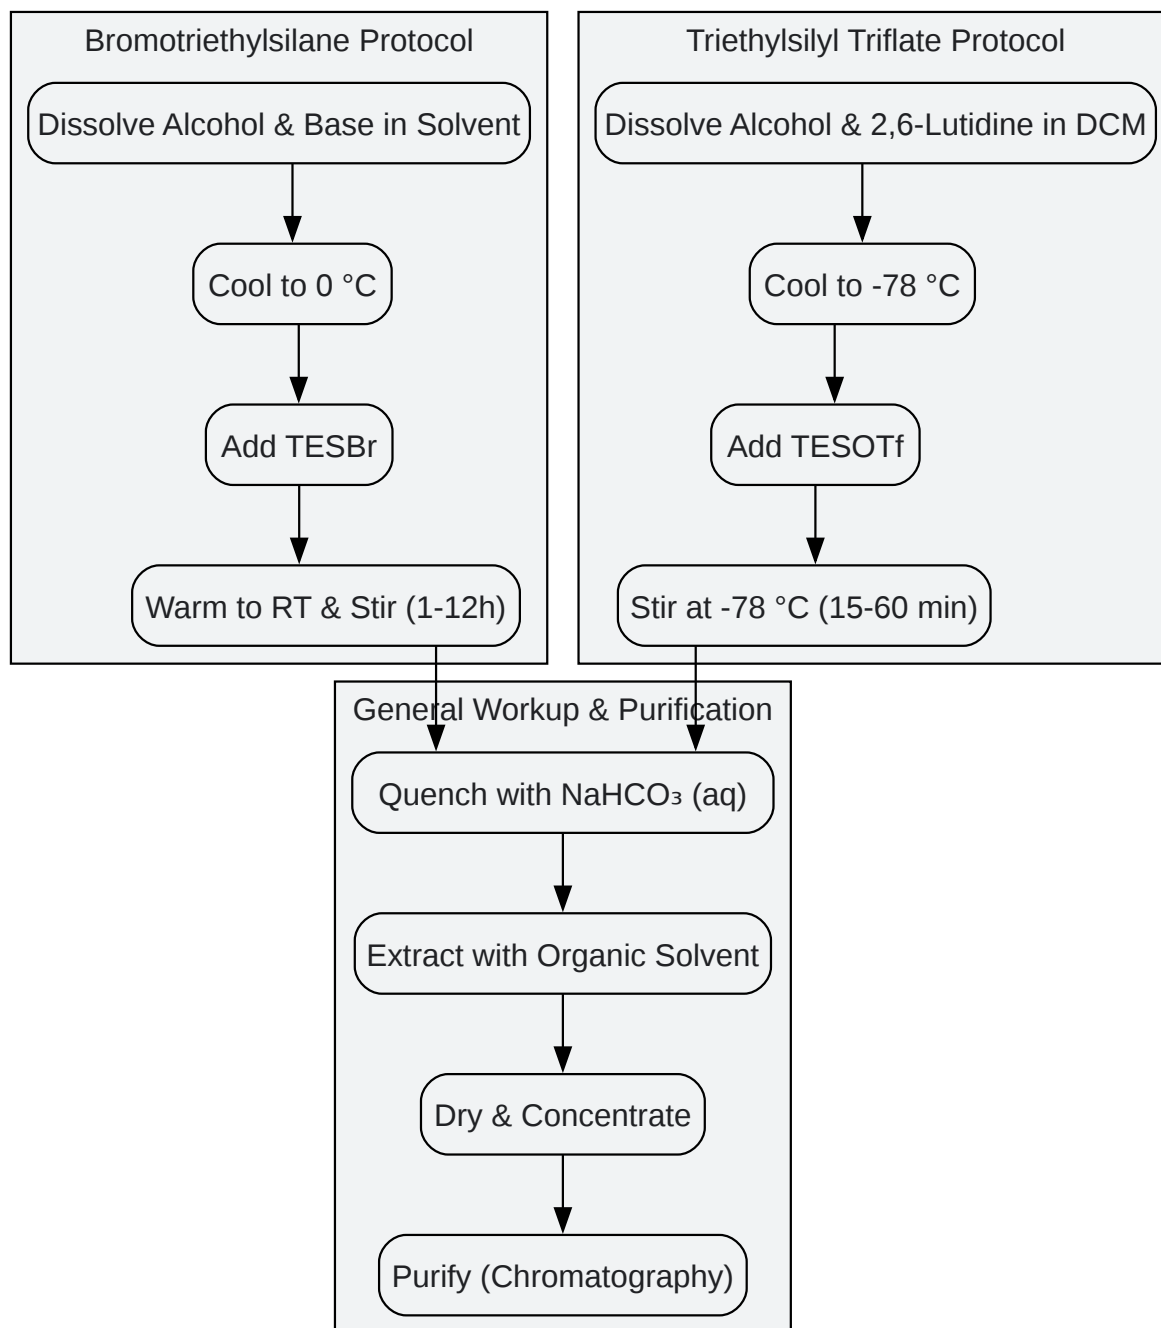 Bromotriethylsilane Protocol
Dissolve Alcohol & Base in Solvent
Cool to 0 °C
Add TESBr
Warm to RT & Stir (1-12h)
Triethylsilyl Triflate Protocol
Dissolve Alcohol & 2,6-Lutidine in DCM
Cool to -78 °C
Add TESOTf
Stir at -78 °C (15-60 min)
General Workup & Purification
Quench with NaHCO₃ (aq)
Extract with Organic Solvent
Dry & Concentrate
Purify (Chromatography)